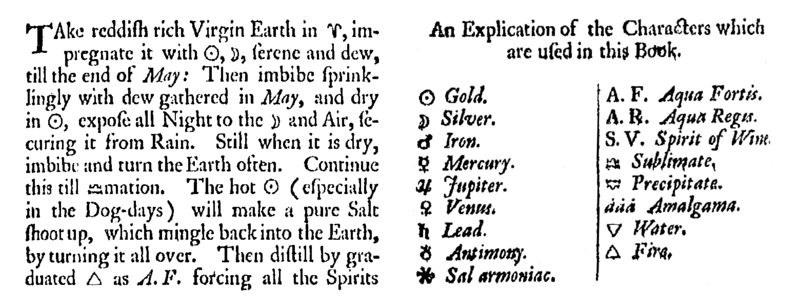 TAke reddiſh rich Virgin Earth in ♈, im-
pregnate it with ☉, ☽, ſerene and dew,
till the end of May: Then imbibe ſprink-
lingly with dew gathered in May, and dry
in ☉, expoſe all Night to the ☽ and Air, ſe-
curing it from Rain. Still when it is dry,
imbibe and turn the Earth often. Continue
this till 🝞mation. The hot ☉ (eſpecially
in the Dog-days) will make a pure Salt
ſhoot up, which mingle back into the Earth,
by turning it all over. Then diſtill by gra-
duated 🜂 as A. F. forcing all the Spirits
An Explication of the Characters which
are uſed in this Book.
☉ Gold.
☽ Silver.
♂ Iron.
☿ Mercury.
♃ Jupiter.
♀ Venus.
♄ Lead.
♁ Antimony.
✱ Sal armoniac.
A. F. Aqua Fortis.
A. R. Aqua Regis.
S. V. Spirit of Wine.
🝞 Sublimate,
🝟 Precipitate.
ááá Amalgama.
🜄 Water.
🜂 Fire,